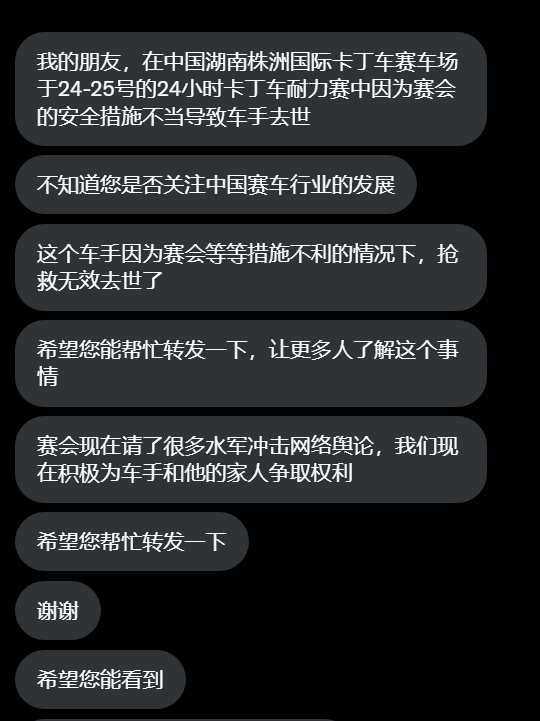 我的朋友，在中国湖南株洲国际卡丁车赛车场
于24-25号的24小时卡丁车耐力赛中因为赛会
的安全措施不当导致车手去世
不知道您是否关注中国赛车行业的发展
这个车手因为赛会等等措施不利的情况下，抢
救无效去世了
希望您能帮忙转发一下，让更多人了解这个事
情
赛会现在请了很多水军冲击网络舆论，我们现
在积极为车手和他的家人争取权利
希望您帮忙转发一下
谢谢
希望您能看到